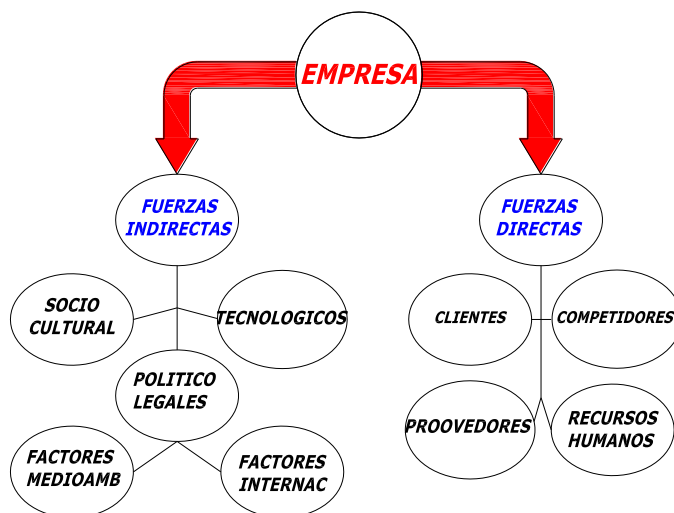 EMPRESA
FUERZAS
INDIRECTAS
FUERZAS
DIRECTAS
SOCIO
CULTURAL
TECNOLOGICOS
CLIENTES
COMPETIDORES
POLITICO
LEGALES
PROOVEDORES
RECURSOS
HUMANOS
FACTORES
MEDIOAMB
FACTORES
INTERNAC